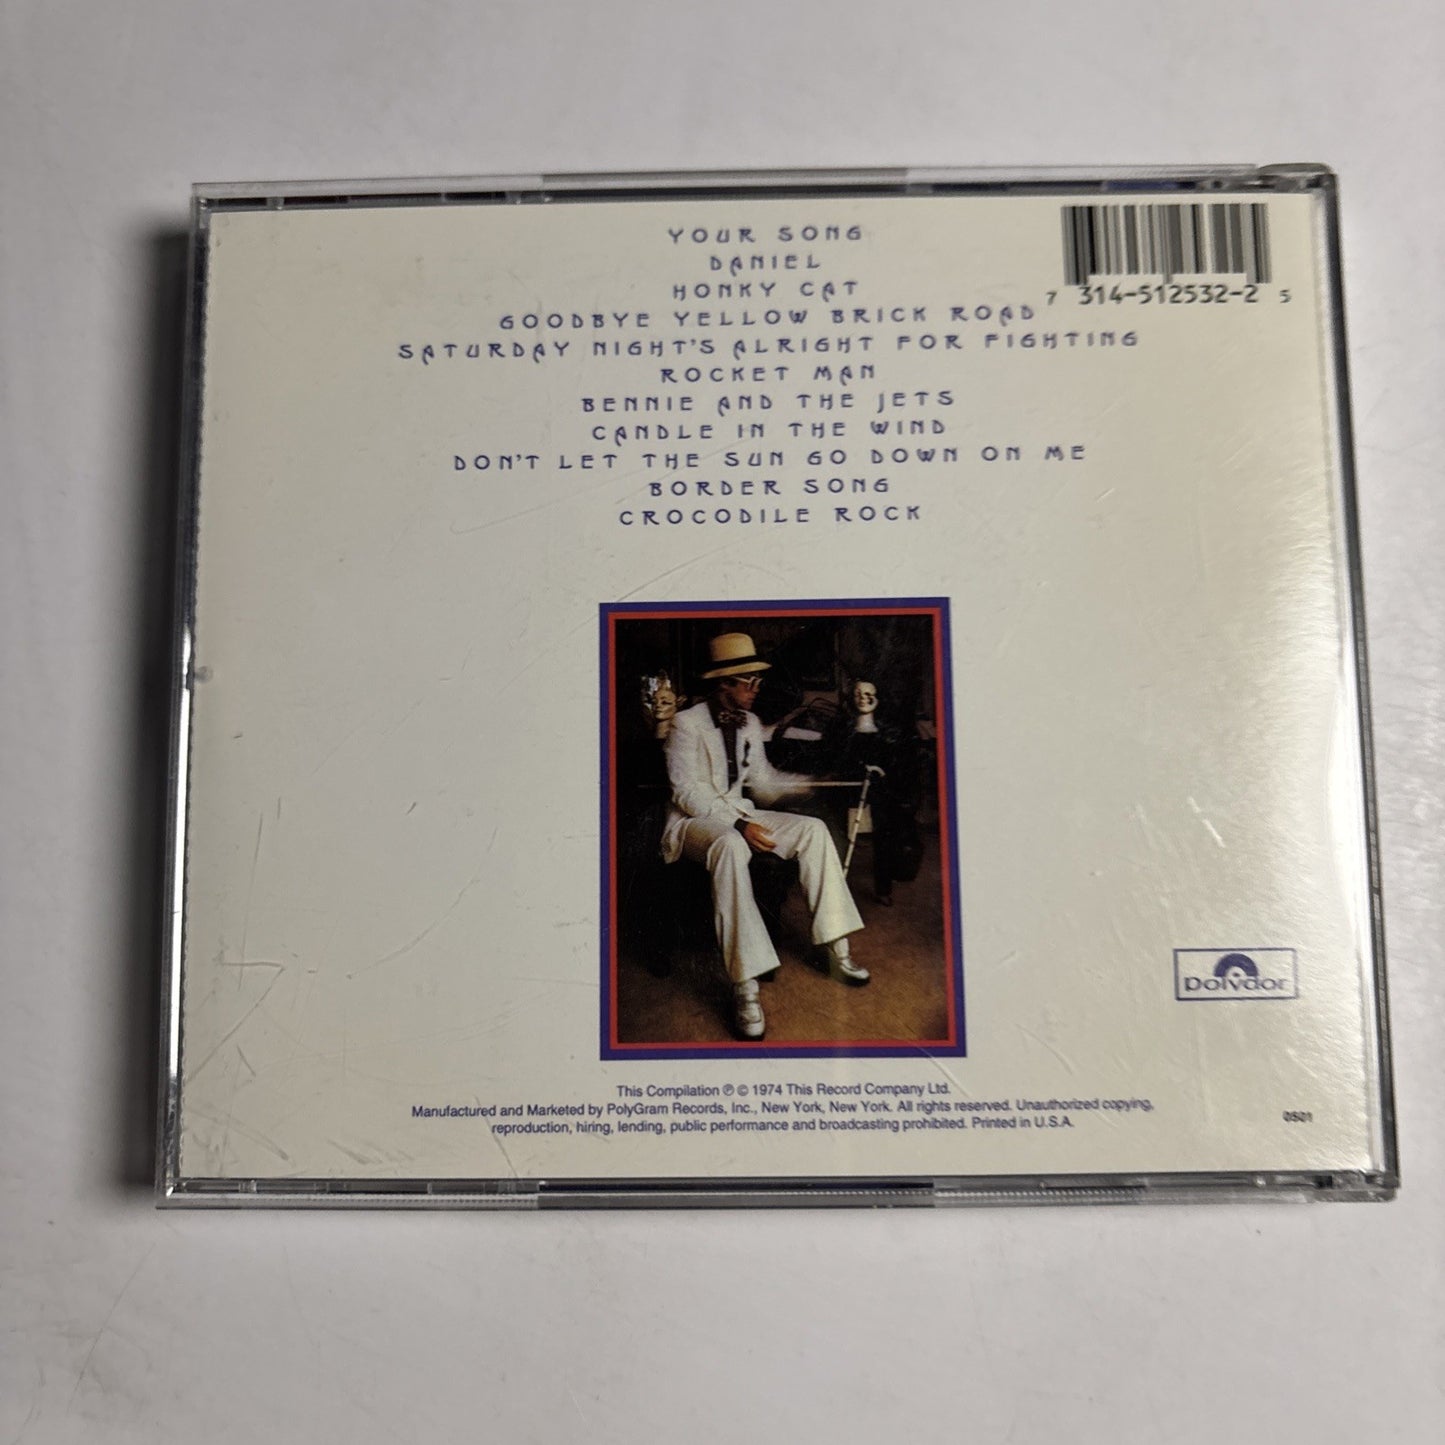 YOUR SONG
DANIEL
HONKY CAT
GOODBYE YELLOW BRICK ROAD
SATURDAY NIGHT'S ALRIGHT FOR FIGHTING
ROCKET MAN
BENNIE AND THE JETS
CANDLE IN THE WIND
DON'T LET THE SUN GO DOWN ON ME
BORDER SONG
CROCODILE ROCK
7 314-512532-2 5
Polydor
This Compilation ℗ © 1974 This Record Company Ltd.
Manufactured and Marketed by PolyGram Records, Inc., New York, New York. All rights reserved. Unauthorized copying,
reproduction, hiring, lending, public performance and broadcasting prohibited. Printed in U.S.A.
0501